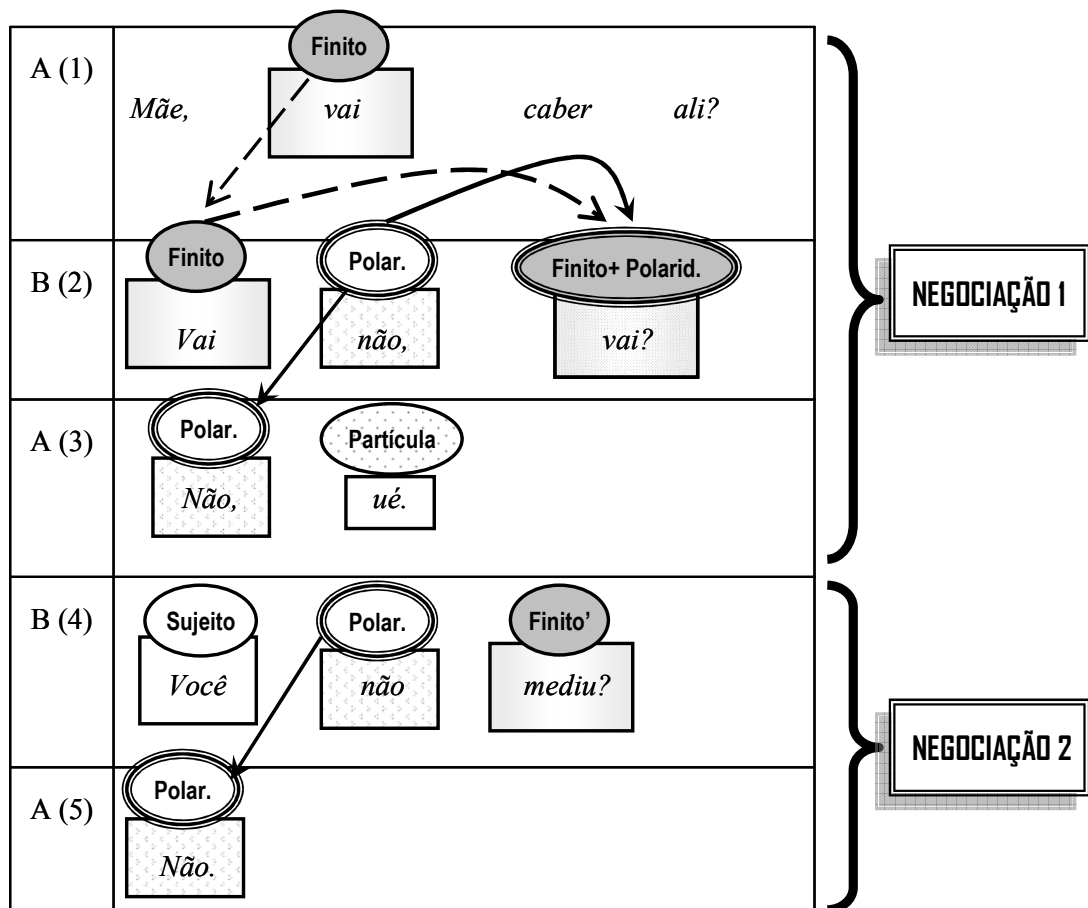 Finito
A (1)
Mãe, vai caber ali?
Finito Polar. Finito+ Polarid.
B (2)
Vai não, vai?
NEGOCIAÇÃO 1
Polar. Partícula
A (3)
Não, ué.
Sujeito Polar. Finito’
B (4)
Você não mediu?
NEGOCIAÇÃO 2
Polar.
A (5)
Não.